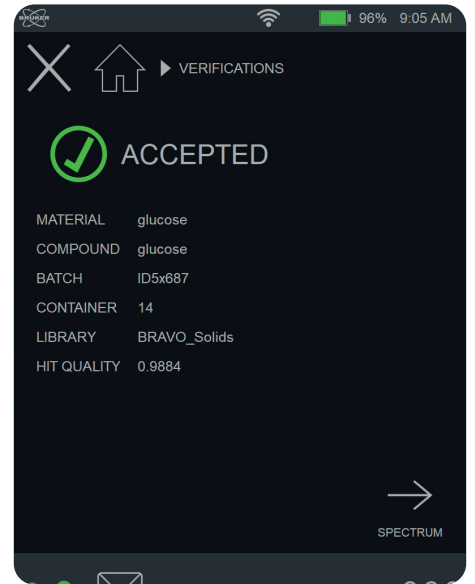 BRUKER
96% 9:05 AM
VERIFICATIONS
ACCEPTED
MATERIAL glucose
COMPOUND glucose
BATCH ID5x687
CONTAINER 14
LIBRARY BRAVO_Solids
HIT QUALITY 0.9884
SPECTRUM